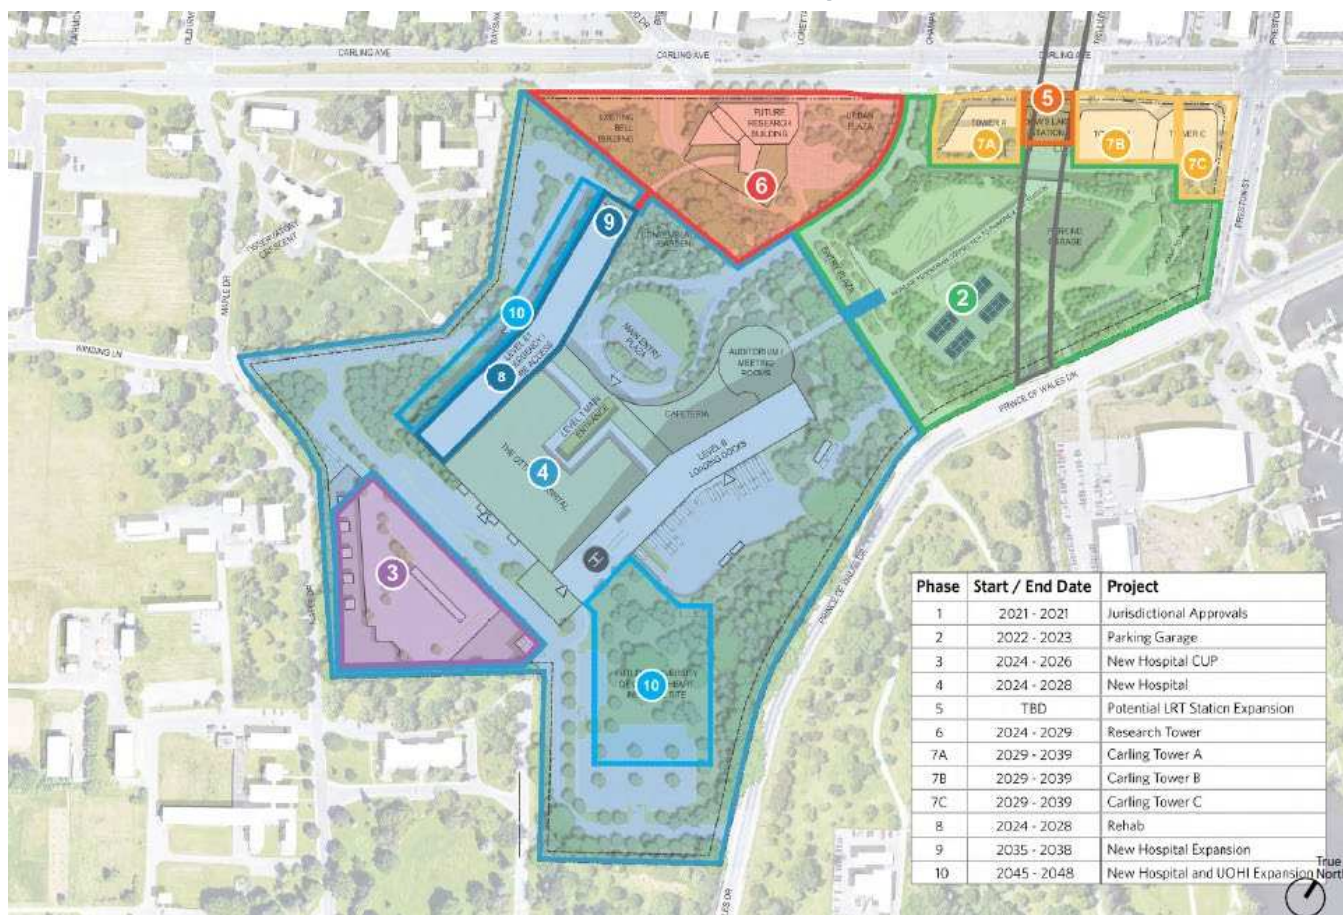 CARLING AVE
CARLING AVE
CARLING AVE
5
EXISTING
BELL
BUILDING
FUTURE
RESEARCH
BUILDING
URBAN
PLAZA
TOWER A
7A
STATION
7B
TOWER C
7C
6
PRESTON ST
9
GARDEN
OBSERVATORY
CRESCENT
ENTRY PLAZA
GARAGE
2
MAPLE DR
WINDING LN
10
MAIN ENTRY
PLAZA
AUDITORIUM /
MEETING
ROOMS
8
CAFETERIA
LEVEL 1 MAIN
ENTRANCE
LEVEL B
LOADING DOCKS
PRINCE OF WALES DR
4
3
H
MAPLE DR
PRINCE OF WALES DR
10
Phase Start / End Date Project
1 2021 - 2021 Jurisdictional Approvals
2 2022 - 2023 Parking Garage
3 2024 - 2026 New Hospital CUP
4 2024 - 2028 New Hospital
5 TBD Potential LRT Station Expansion
6 2024 - 2029 Research Tower
7A 2029 - 2039 Carling Tower A
7B 2029 - 2039 Carling Tower B
7C 2029 - 2039 Carling Tower C
8 2024 - 2028 Rehab
9 2035 - 2038 New Hospital Expansion
10 2045 - 2048 New Hospital and UOHI Expansion
True
North